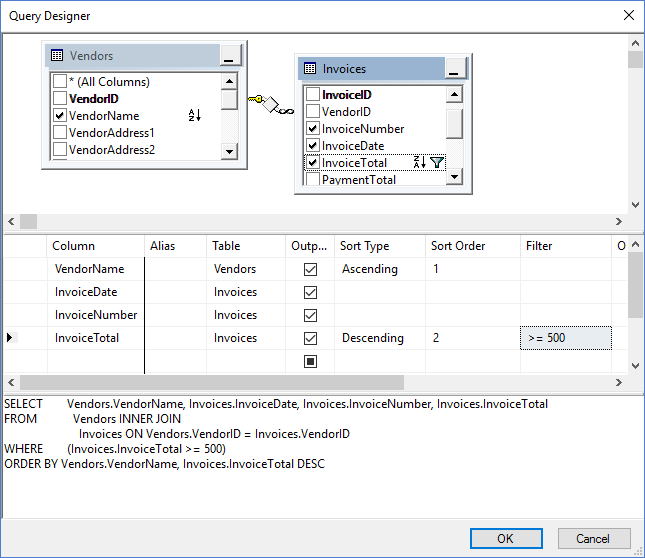 Query Designer
Vendors
* (All Columns)
VendorID
VendorName
VendorAddress1
VendorAddress2
Invoices
InvoiceID
VendorID
InvoiceNumber
InvoiceDate
InvoiceTotal
PaymentTotal
Column Alias Table Outp... Sort Type Sort Order Filter O
VendorName Vendors Ascending 1
InvoiceDate Invoices
InvoiceNumber Invoices
InvoiceTotal Invoices Descending 2 >= 500
SELECT Vendors.VendorName, Invoices.InvoiceDate, Invoices.InvoiceNumber, Invoices.InvoiceTotal
FROM Vendors INNER JOIN
Invoices ON Vendors.VendorID = Invoices.VendorID
WHERE (Invoices.InvoiceTotal >= 500)
ORDER BY Vendors.VendorName, Invoices.InvoiceTotal DESC
OK Cancel